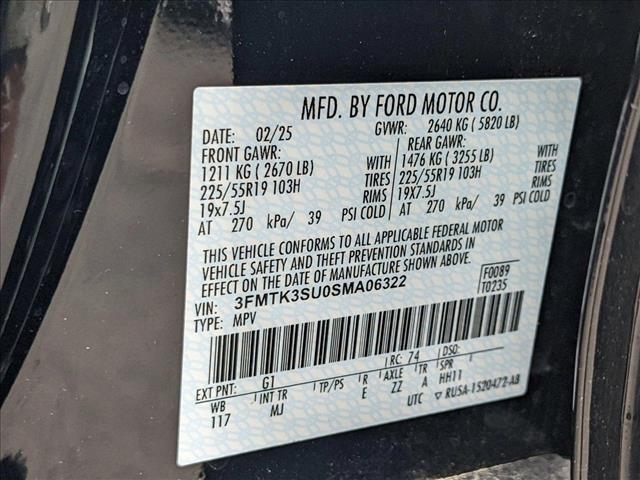 MFD. BY FORD MOTOR CO.
DATE: 02/25 GVWR: 2640 KG ( 5820 LB)
FRONT GAWR: REAR GAWR:
1211 KG ( 2670 LB) WITH 1476 KG ( 3255 LB) WITH
225/55R19 103H TIRES 225/55R19 103H TIRES
19x7.5J RIMS 19X7.5J RIMS
AT 270 kPa/ 39 PSI COLD AT 270 kPa/ 39 PSI COLD
THIS VEHICLE CONFORMS TO ALL APPLICABLE FEDERAL MOTOR
VEHICLE SAFETY AND THEFT PREVENTION STANDARDS IN
EFFECT ON THE DATE OF MANUFACTURE SHOWN ABOVE.
VIN: 3FMTK3SU0SMA06322 F0089
TYPE: MPV T0235
EXT PNT: G1 RC: 74 DSO:
WB INT TR TP/PS R AXLE TR SPR
117 MJ E ZZ A HH11
UTC ▽ RU5A-1520472-AB